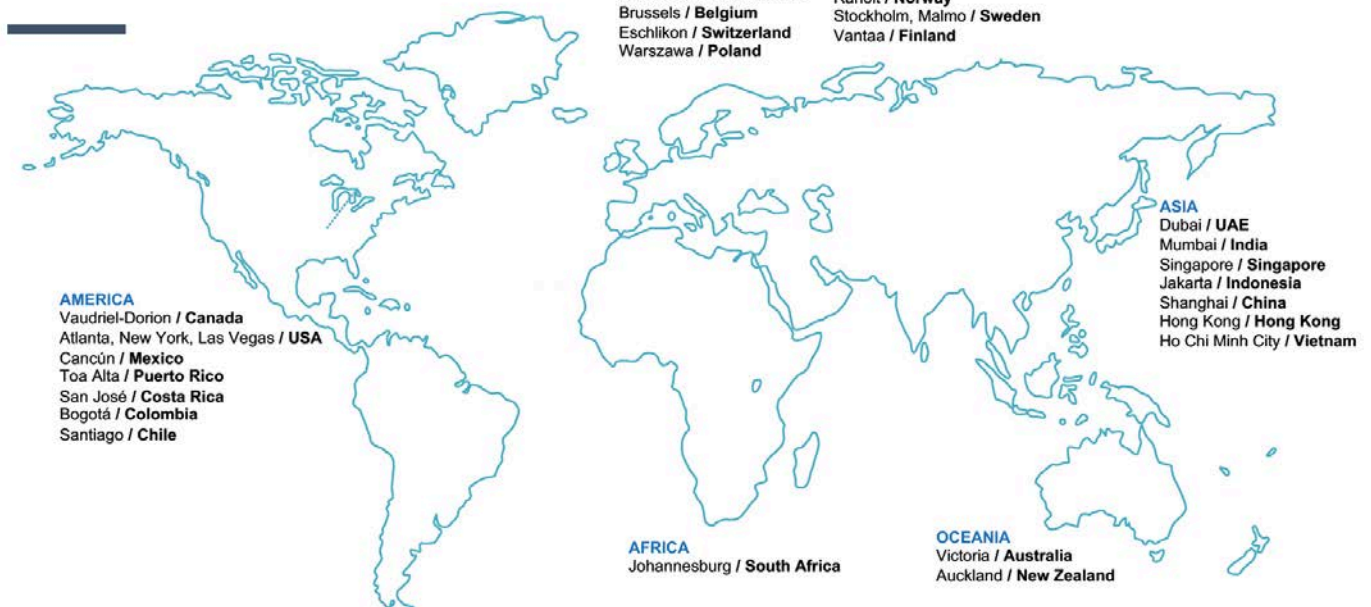 Brussels / Belgium
Eschlikon / Switzerland
Warszawa / Poland
/ Norway
Stockholm, Malmo / Sweden
Vantaa / Finland
ASIA
Dubai / UAE
Mumbai / India
Singapore / Singapore
Jakarta / Indonesia
Shanghai / China
Hong Kong / Hong Kong
Ho Chi Minh City / Vietnam
AMERICA
Vaudriel-Dorion / Canada
Atlanta, New York, Las Vegas / USA
Cancún / Mexico
Toa Alta / Puerto Rico
San José / Costa Rica
Bogotá / Colombia
Santiago / Chile
AFRICA
Johannesburg / South Africa
OCEANIA
Victoria / Australia
Auckland / New Zealand